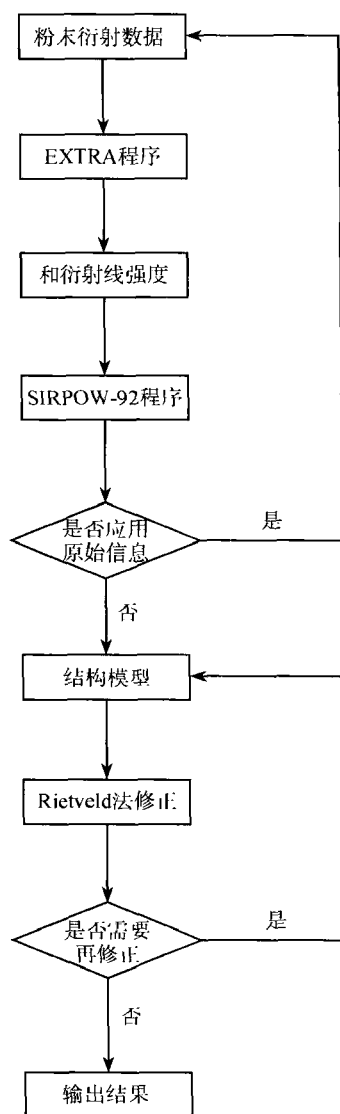 粉末衍射数据
EXTRA程序
和衍射线强度
SIRPOW-92程序
是否应用
原始信息
是
否
结构模型
Rietveld法修正
是否需要
再修正
是
否
输出结果